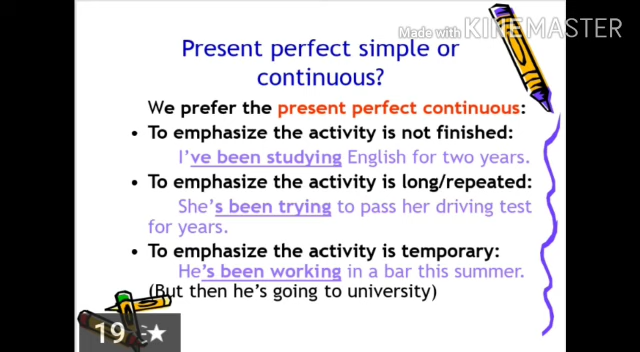 Made with KINEMASTER
Present perfect simple or
continuous?
We prefer the present perfect continuous:
• To emphasize the activity is not finished:
I've been studying English for two years.
• To emphasize the activity is long/repeated:
She's been trying to pass her driving test
for years.
• To emphasize the activity is temporary:
He's been working in a bar this summer.
(But then he's going to university)
19